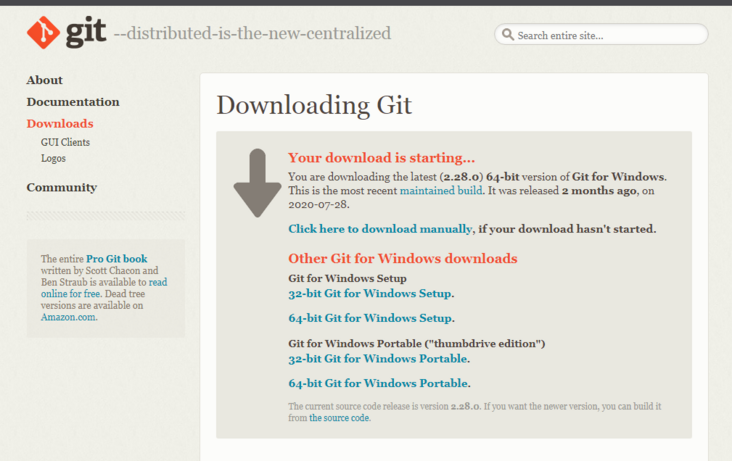 git --distributed-is-the-new-centralized
Search entire site...
About
Documentation
Downloads
GUI Clients
Logos
Community
The entire Pro Git book
written by Scott Chacon and
Ben Straub is available to read
online for free. Dead tree
versions are available on
Amazon.com.
Downloading Git
Your download is starting...
You are downloading the latest (2.28.0) 64-bit version of Git for Windows.
This is the most recent maintained build. It was released 2 months ago, on
2020-07-28.
Click here to download manually, if your download hasn't started.
Other Git for Windows downloads
Git for Windows Setup
32-bit Git for Windows Setup.
64-bit Git for Windows Setup.
Git for Windows Portable ("thumbdrive edition")
32-bit Git for Windows Portable.
64-bit Git for Windows Portable.
The current source code release is version 2.28.0. If you want the newer version, you can build it
from the source code.